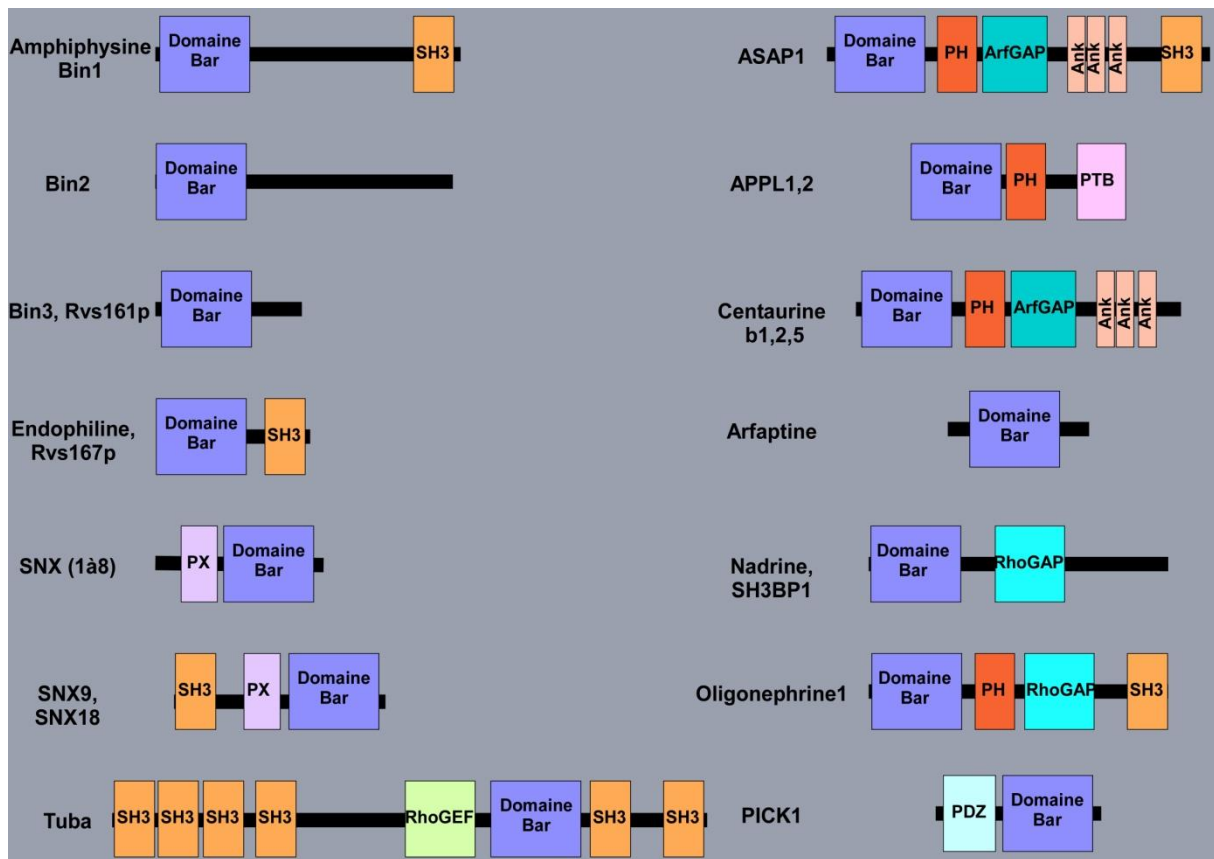 Amphiphysine
Bin1
Domaine
Bar
SH3
Bin2
Domaine
Bar
Bin3, Rvs161p
Domaine
Bar
Endophiline,
Rvs167p
Domaine
Bar
SH3
SNX (1à8)
PX
Domaine
Bar
SNX9,
SNX18
SH3
PX
Domaine
Bar
Tuba
SH3
SH3
SH3
SH3
RhoGEF
Domaine
Bar
SH3
SH3
ASAP1
Domaine
Bar
PH
ArfGAP
Ank
Ank
Ank
SH3
APPL1,2
Domaine
Bar
PH
PTB
Centaurine
b1,2,5
Domaine
Bar
PH
ArfGAP
Ank
Ank
Ank
Arfaptine
Domaine
Bar
Nadrine,
SH3BP1
Domaine
Bar
RhoGAP
Oligonephrine1
Domaine
Bar
PH
RhoGAP
SH3
PICK1
PDZ
Domaine
Bar